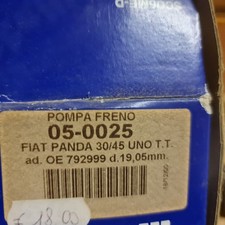 POMPA FRENO
05-0025
FIAT PANDA 30/45 UNO T.T.
ad. OE 792999 d.19,05mm.
€ 18.00